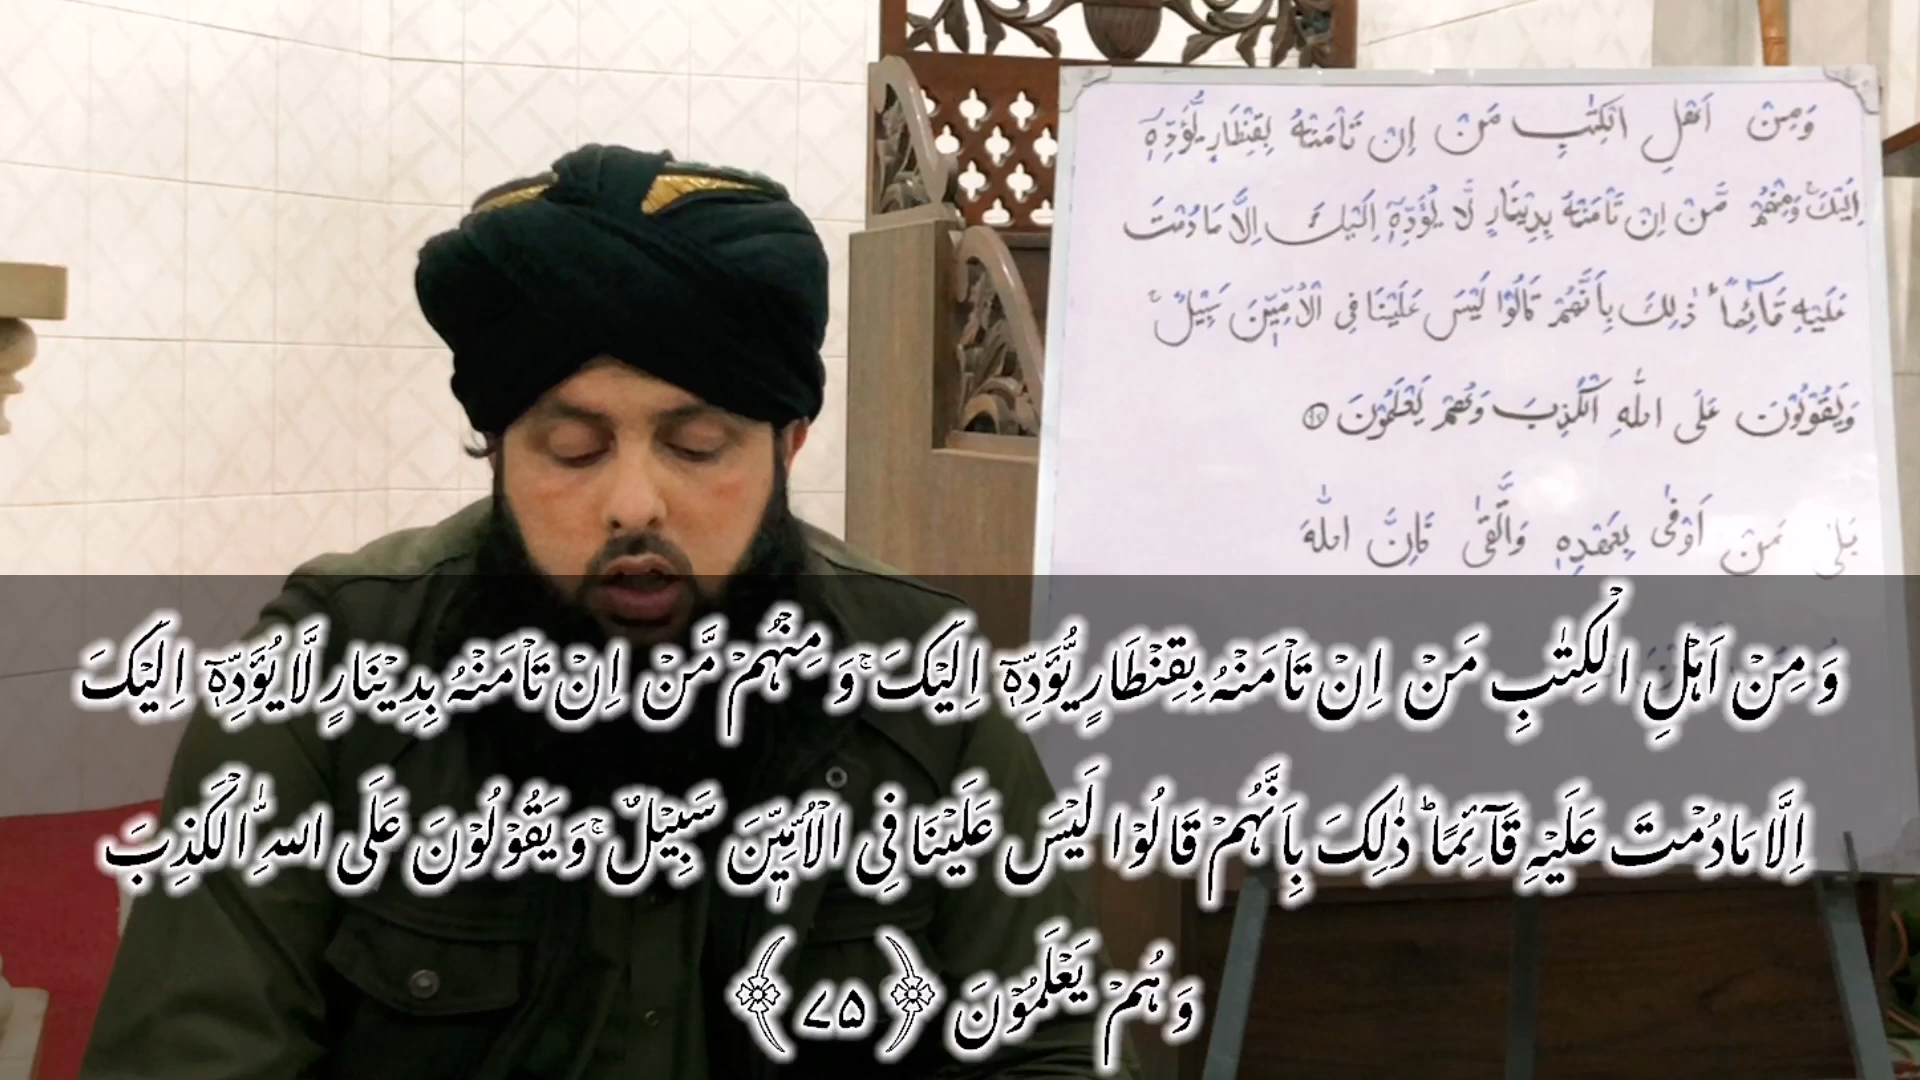 وَمِنْ اَهْلِ الْكِتٰبِ مَنْ اِنْ تَاْمَنْهُ بِقِنْطَارٍ يُّؤَدِّهٖۤ
اِلَيْكَ ۚ وَمِنْهُمْ مَّنْ اِنْ تَاْمَنْهُ بِدِيْنَارٍ لَّا يُؤَدِّهٖۤ اِلَيْكَ اِلَّا مَا دُمْتَ
عَلَيْهِ قَآئِمًا ؕ ذٰلِكَ بِاَنَّهُمْ قَالُوْا لَيْسَ عَلَيْنَا فِى الْاُمِّيّٖنَ سَبِيْلٌ ۚ
وَيَقُوْلُوْنَ عَلَى اللّٰهِ الْكَذِبَ وَهُمْ يَعْلَمُوْنَ
بَلٰى مَنْ اَوْفٰى بِعَهْدِهٖ وَاتَّقٰى فَاِنَّ اللّٰهَ
وَ مِنْ اَهْلِ الْكِتٰبِ مَنْ اِنْ تَاْمَنْهُ بِقِنْطَارٍ يُّؤَدِّهٖۤ اِلَيْكَ ۚ وَ مِنْهُمْ مَّنْ اِنْ تَاْمَنْهُ بِدِيْنَارٍ لَّا يُؤَدِّهٖۤ اِلَيْكَ
اِلَّا مَا دُمْتَ عَلَيْهِ قَآئِمًا ؕ ذٰلِكَ بِاَنَّهُمْ قَالُوْا لَيْسَ عَلَيْنَا فِی الْاُمِّيّٖنَ سَبِيْلٌ ۚ وَ يَقُوْلُوْنَ عَلَى اللّٰهِ الْكَذِبَ
وَ هُمْ يَعْلَمُوْنَ ﴿۷۵﴾